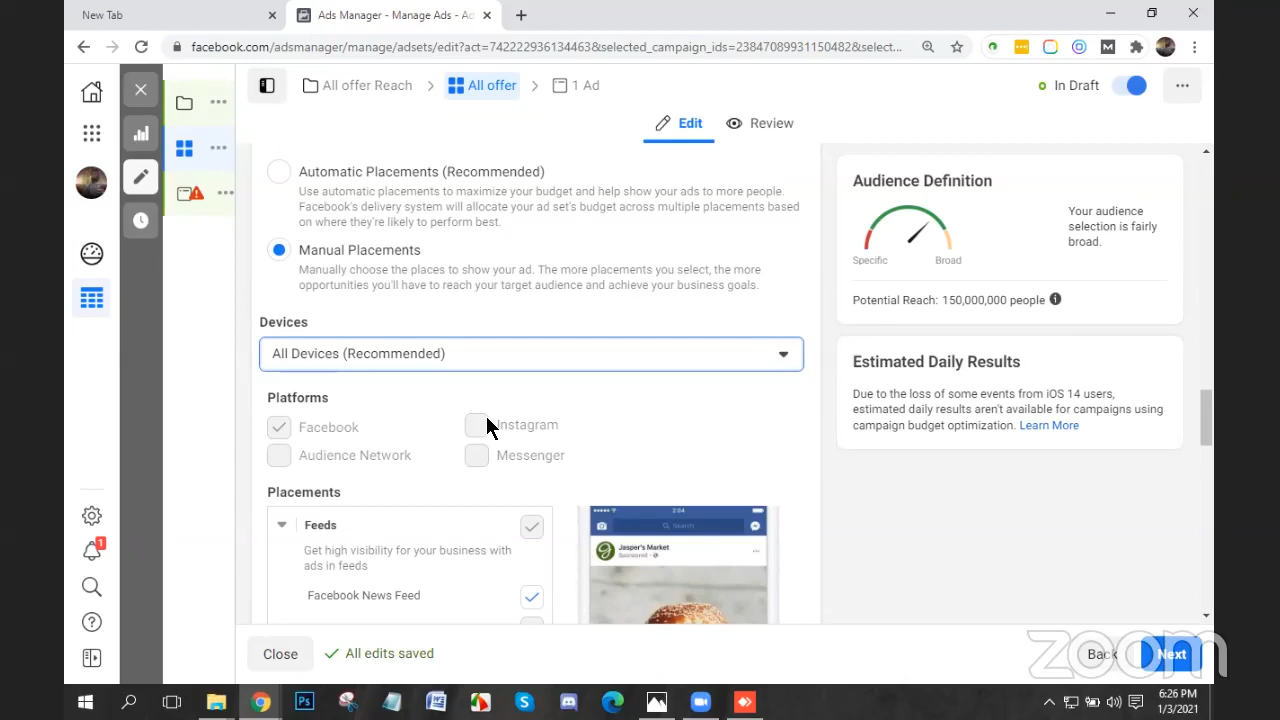 New Tab
Ads Manager - Manage Ads - Ad
facebook.com/adsmanager/manage/adsets/edit?act=742222936134463&selected_campaign_ids=23847089931150482&select...
All offer Reach
All offer
1 Ad
In Draft
Edit
Review
Automatic Placements (Recommended)
Use automatic placements to maximize your budget and help show your ads to more people.
Facebook's delivery system will allocate your ad set's budget across multiple placements based
on where they're likely to perform best.
Manual Placements
Manually choose the places to show your ad. The more placements you select, the more
opportunities you'll have to reach your target audience and achieve your business goals.
Devices
All Devices (Recommended)
Platforms
Facebook
Instagram
Audience Network
Messenger
Placements
Feeds
Get high visibility for your business with
ads in feeds
Facebook News Feed
2:04
Search
Jasper's Market
Sponsored
Audience Definition
Specific
Broad
Your audience
selection is fairly
broad.
Potential Reach: 150,000,000 people
Estimated Daily Results
Due to the loss of some events from iOS 14 users,
estimated daily results aren't available for campaigns using
campaign budget optimization. Learn More
1
Close
All edits saved
Back
Next
zoom
6:26 PM
1/3/2021